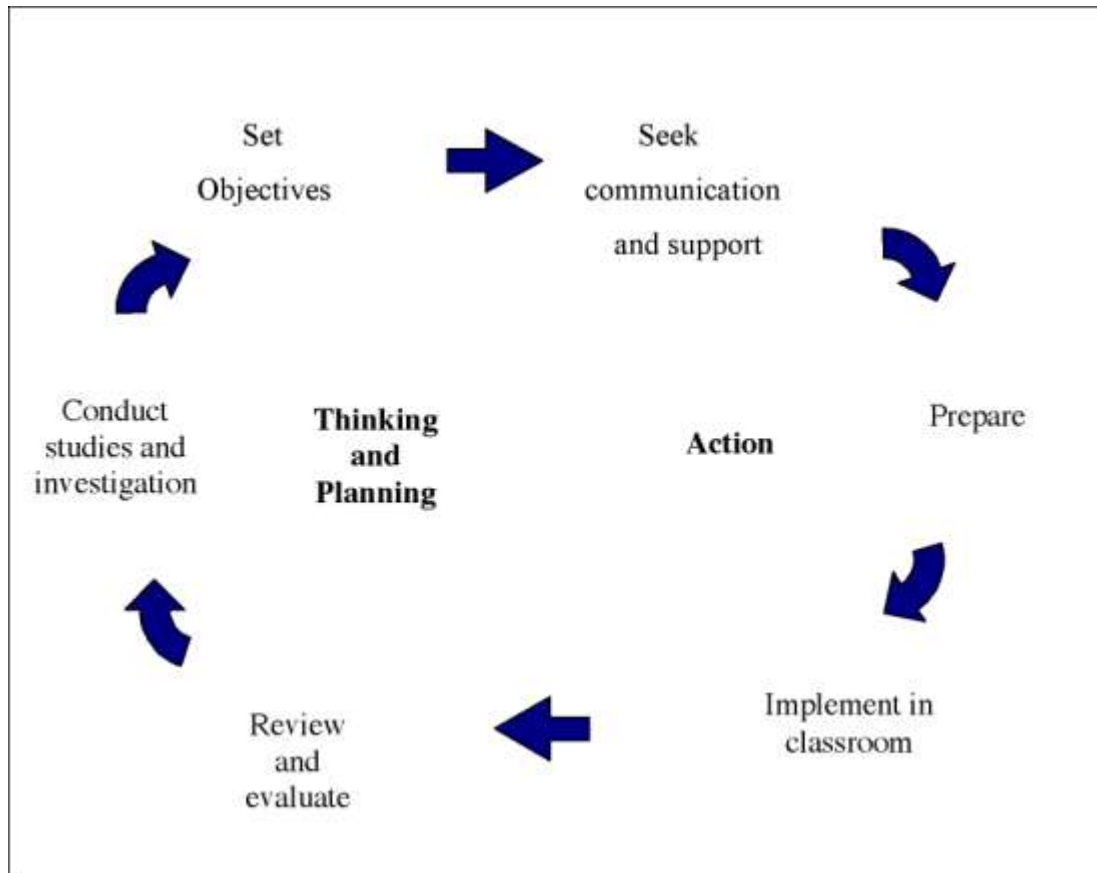 Set
Objectives
Seek
communication
and support
Prepare
Implement in
classroom
Review
and
evaluate
Conduct
studies and
investigation
Thinking
and
Planning
Action